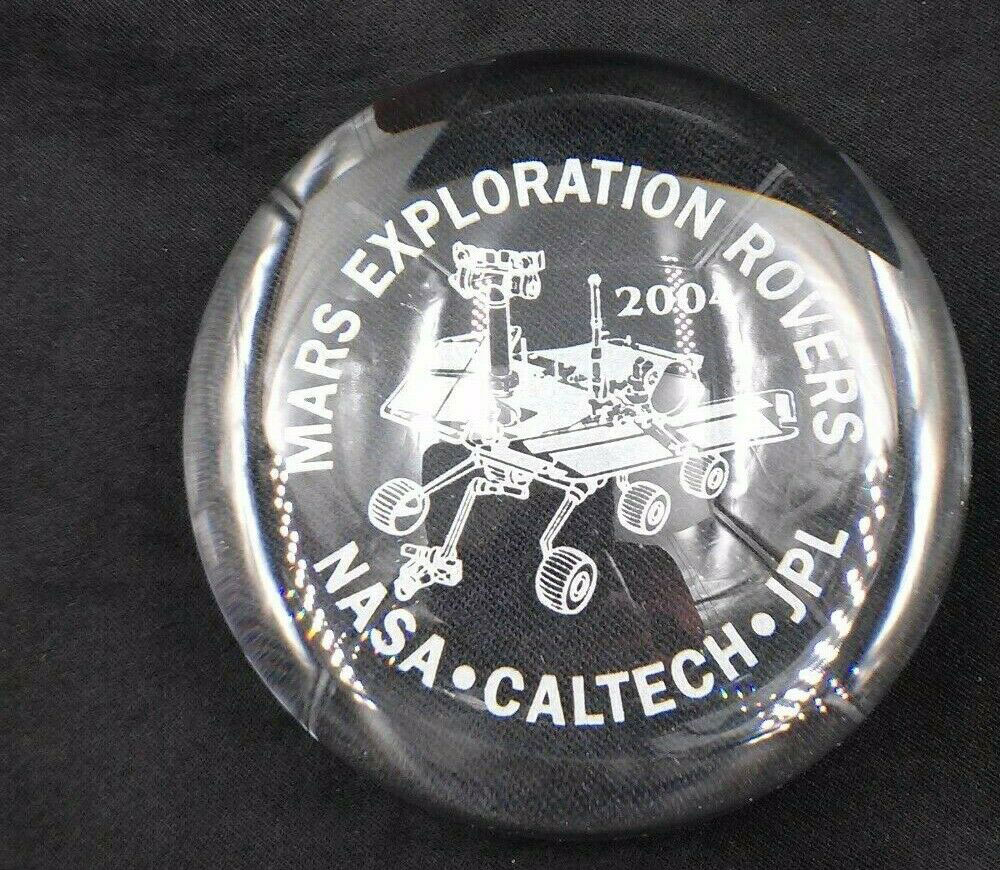 MARS EXPLORATION ROVERS
2004
NASA • CALTECH • JPL